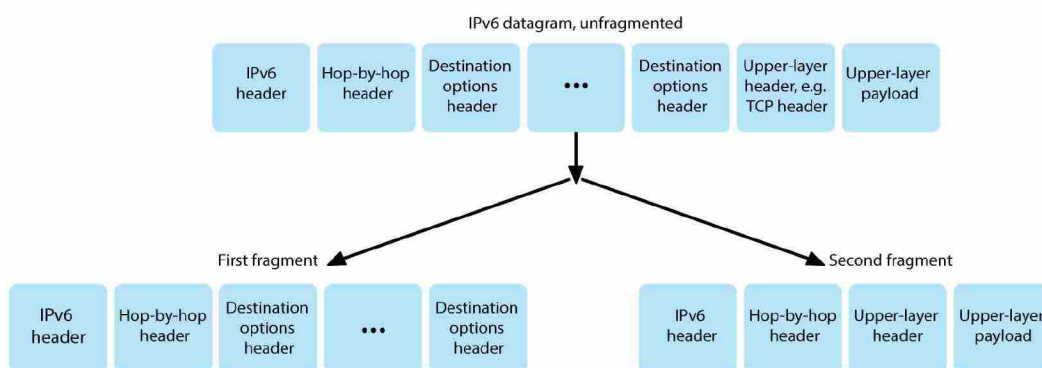 IPv6 datagram, unfragmented
IPv6
header
Hop-by-hop
header
Destination
options
header
...
Destination
options
header
Upper-layer
header, e.g.
TCP header
Upper-layer
payload
First fragment
Second fragment
IPv6
header
Hop-by-hop
header
Destination
options
header
...
Destination
options
header
IPv6
header
Hop-by-hop
header
Upper-layer
header
Upper-layer
payload